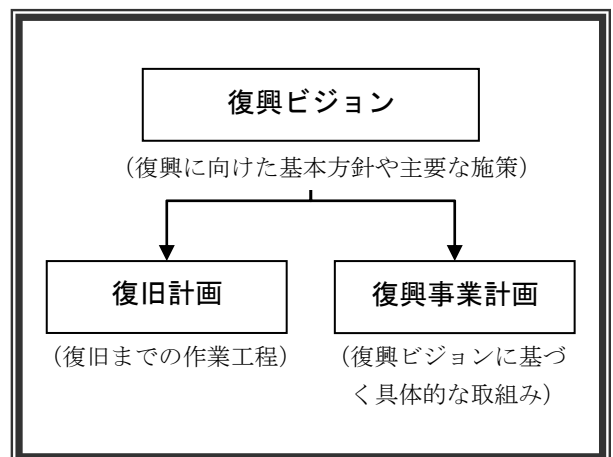 復興ビジョン
(復興に向けた基本方針や主要な施策)
復旧計画
(復旧までの作業工程)
復興事業計画
(復興ビジョンに基づ
く具体的な取組み)